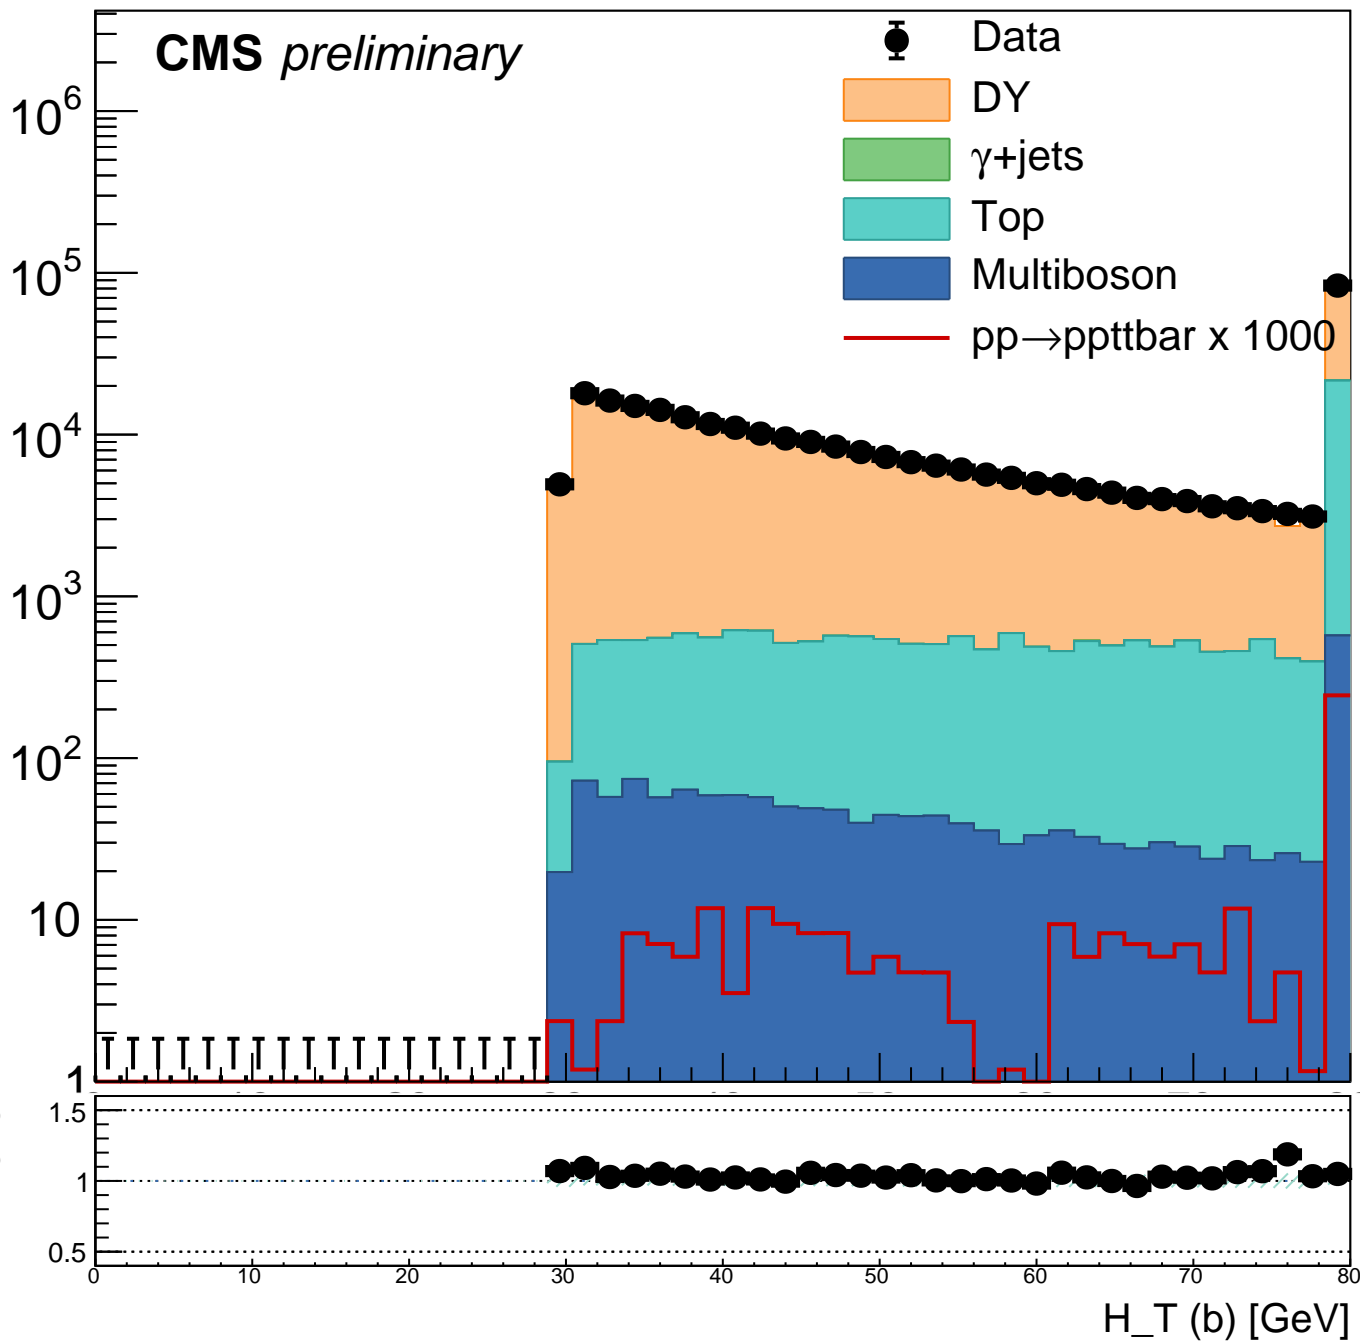 CMS preliminary
Data
DY
γ+jets
Top
Multiboson
pp→ppttbar x 1000
10^6
10^5
10^4
10^3
10^2
10
1
1.5
1
0.5
0 10 20 30 40 50 60 70 80
H_T (b) [GeV]